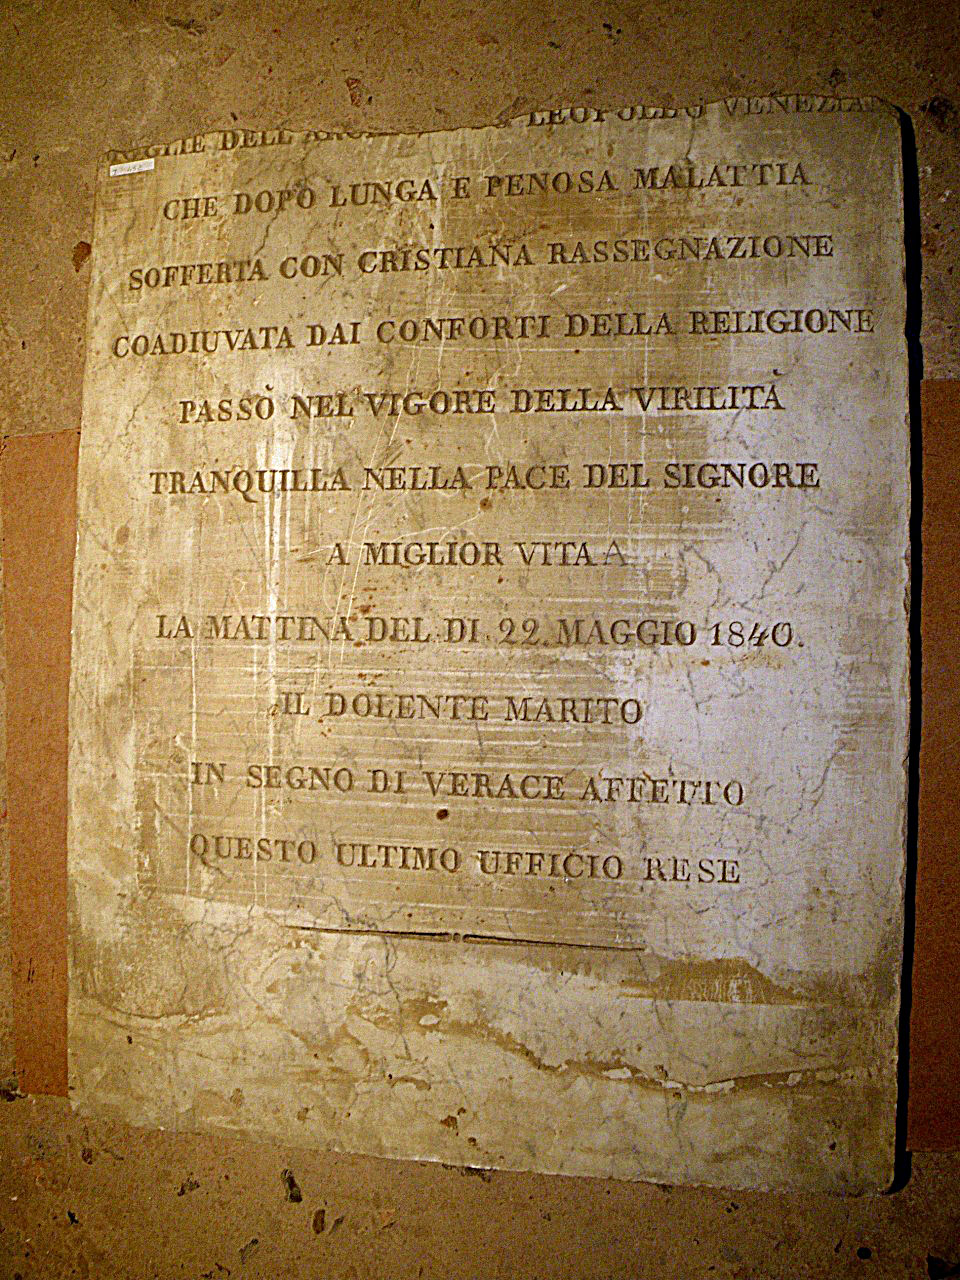 DELL' LEOPOLDO VENEZIA
CHE DOPO LUNGA E PENOSA MALATTIA
SOFFERTA CON CRISTIANA RASSEGNAZIONE
COADIUVATA DAI CONFORTI DELLA RELIGIONE
PASSÒ NEL VIGORE DELLA VIRILITÀ
TRANQUILLA NELLA PACE DEL SIGNORE
A MIGLIOR VITA
LA MATTINA DEL DI 22 MAGGIO 1840.
IL DOLENTE MARITO
IN SEGNO DI VERACE AFFETTO
QUESTO ULTIMO UFFICIO RESE